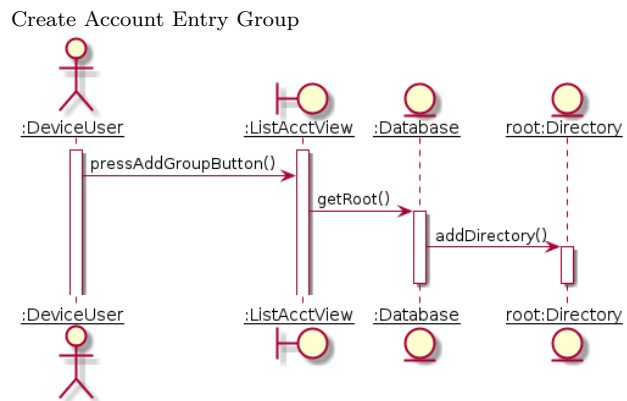 Create Account Entry Group
:DeviceUser :ListAcctView :Database root:Directory
pressAddGroupButton()
getRoot()
addDirectory()
:DeviceUser :ListAcctView :Database root:Directory